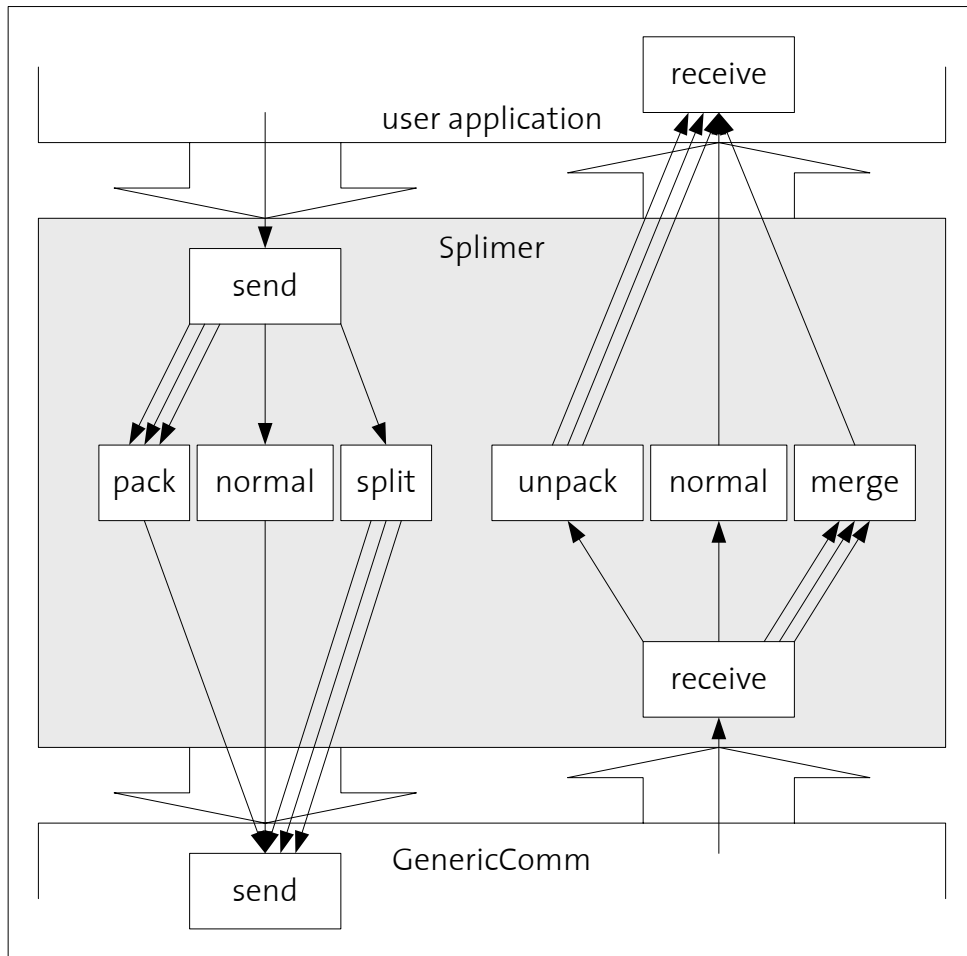 receive
user application
Splimer
send
pack normal split unpack normal merge
receive
GenericComm
send